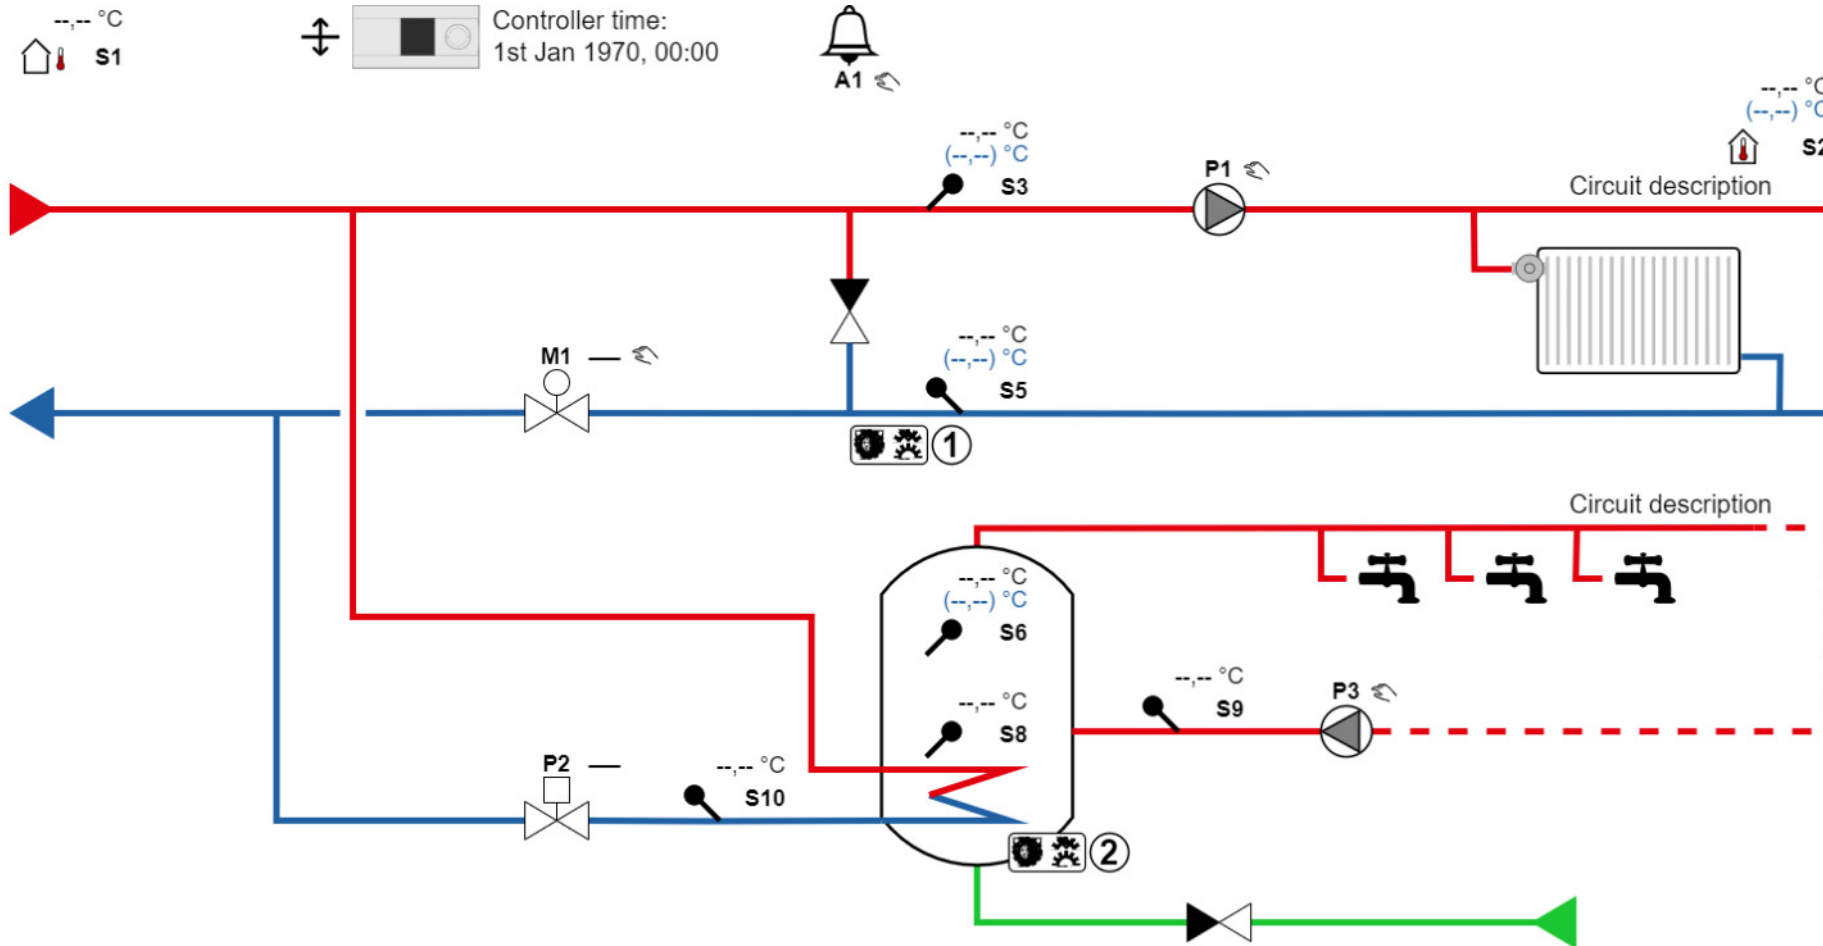 --,-- °C
S1
Controller time:
1st Jan 1970, 00:00
A1
--,-- °C
(--,--) °C
S2
--,-- °C
(--,--) °C
S3
P1
Circuit description
M1
--,-- °C
(--,--) °C
S5
1
Circuit description
--,-- °C
(--,--) °C
S6
--,-- °C
S8
--,-- °C
S9
P3
P2
--,-- °C
S10
2